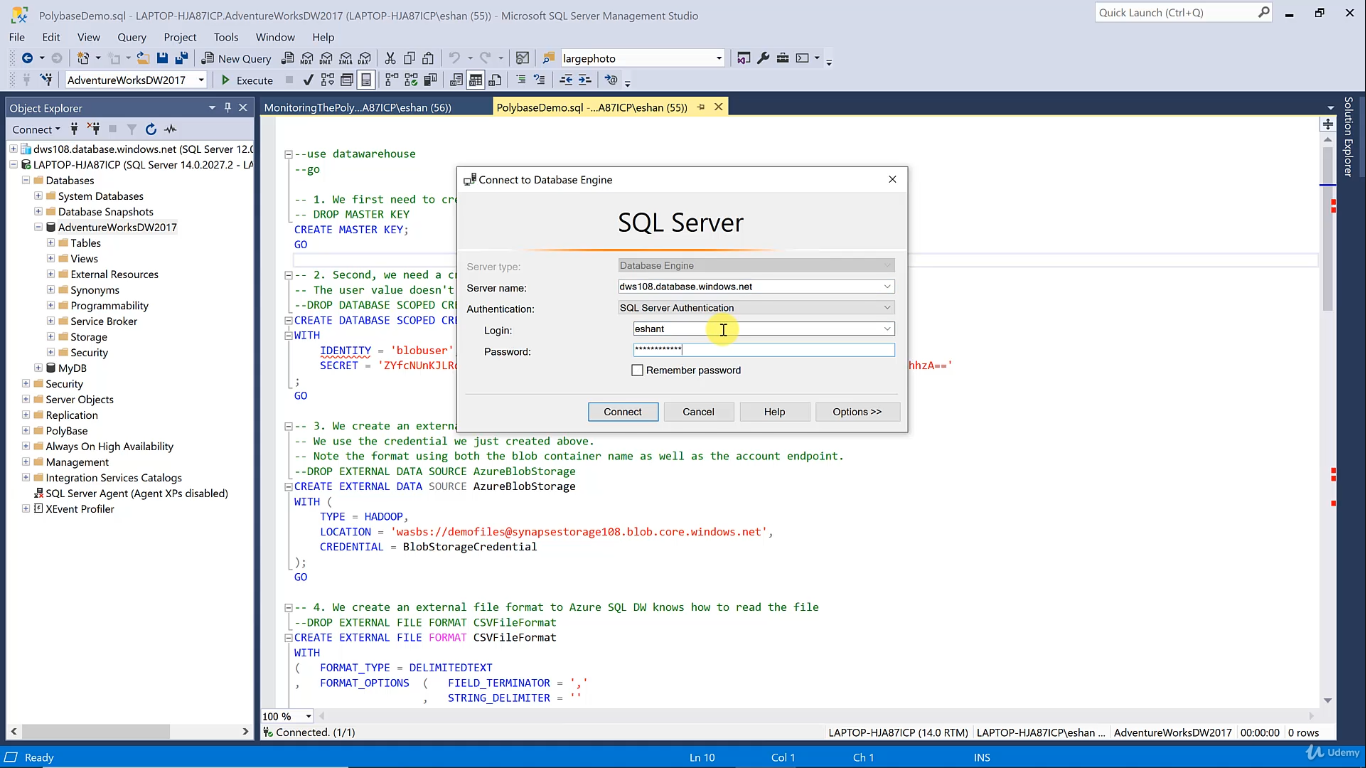 PolybaseDemo.sql - LAPTOP-HJA87ICP.AdventureWorksDW2017 (LAPTOP-HJA87ICP\eshan (55)) - Microsoft SQL Server Management Studio
Quick Launch (Ctrl+Q)
File Edit View Query Project Tools Window Help
New Query
largephoto
AdventureWorksDW2017
Execute
Object Explorer
MonitoringThePoly...A87ICP\eshan (56))
PolybaseDemo.sql -...A87ICP\eshan (55))
Solution Explorer
Connect
dws108.database.windows.net (SQL Server 12.0
LAPTOP-HJA87ICP (SQL Server 14.0.2027.2 - LA
Databases
System Databases
Database Snapshots
AdventureWorksDW2017
Tables
Views
External Resources
Synonyms
Programmability
Service Broker
Storage
Security
MyDB
Security
Server Objects
Replication
PolyBase
Always On High Availability
Management
Integration Services Catalogs
SQL Server Agent (Agent XPs disabled)
XEvent Profiler
--use datawarehouse
--go
-- 1. We first need to cre
-- DROP MASTER KEY
CREATE MASTER KEY;
GO
-- 2. Second, we need a cr
-- The user value doesn't
--DROP DATABASE SCOPED CRE
CREATE DATABASE SCOPED CRE
WITH
IDENTITY = 'blobuser',
SECRET = 'ZYfcNUnKJLRo hhzA=='
;
GO
-- 3. We create an externa
-- We use the credential we just created above.
-- Note the format using both the blob container name as well as the account endpoint.
--DROP EXTERNAL DATA SOURCE AzureBlobStorage
CREATE EXTERNAL DATA SOURCE AzureBlobStorage
WITH (
TYPE = HADOOP,
LOCATION = 'wasbs://demofiles@synapsestorage108.blob.core.windows.net',
CREDENTIAL = BlobStorageCredential
);
GO
-- 4. We create an external file format to Azure SQL DW knows how to read the file
--DROP EXTERNAL FILE FORMAT CSVFileFormat
CREATE EXTERNAL FILE FORMAT CSVFileFormat
WITH
( FORMAT_TYPE = DELIMITEDTEXT
, FORMAT_OPTIONS ( FIELD_TERMINATOR = ','
, STRING_DELIMITER = ''
Connect to Database Engine
SQL Server
Server type: Database Engine
Server name: dws108.database.windows.net
Authentication: SQL Server Authentication
Login: eshant
Password: ************
Remember password
Connect Cancel Help Options >>
100 %
Connected. (1/1)
LAPTOP-HJA87ICP (14.0 RTM) LAPTOP-HJA87ICP\eshan ... AdventureWorksDW2017 00:00:00 0 rows
Ready Ln 10 Col 1 Ch 1 INS
Udemy